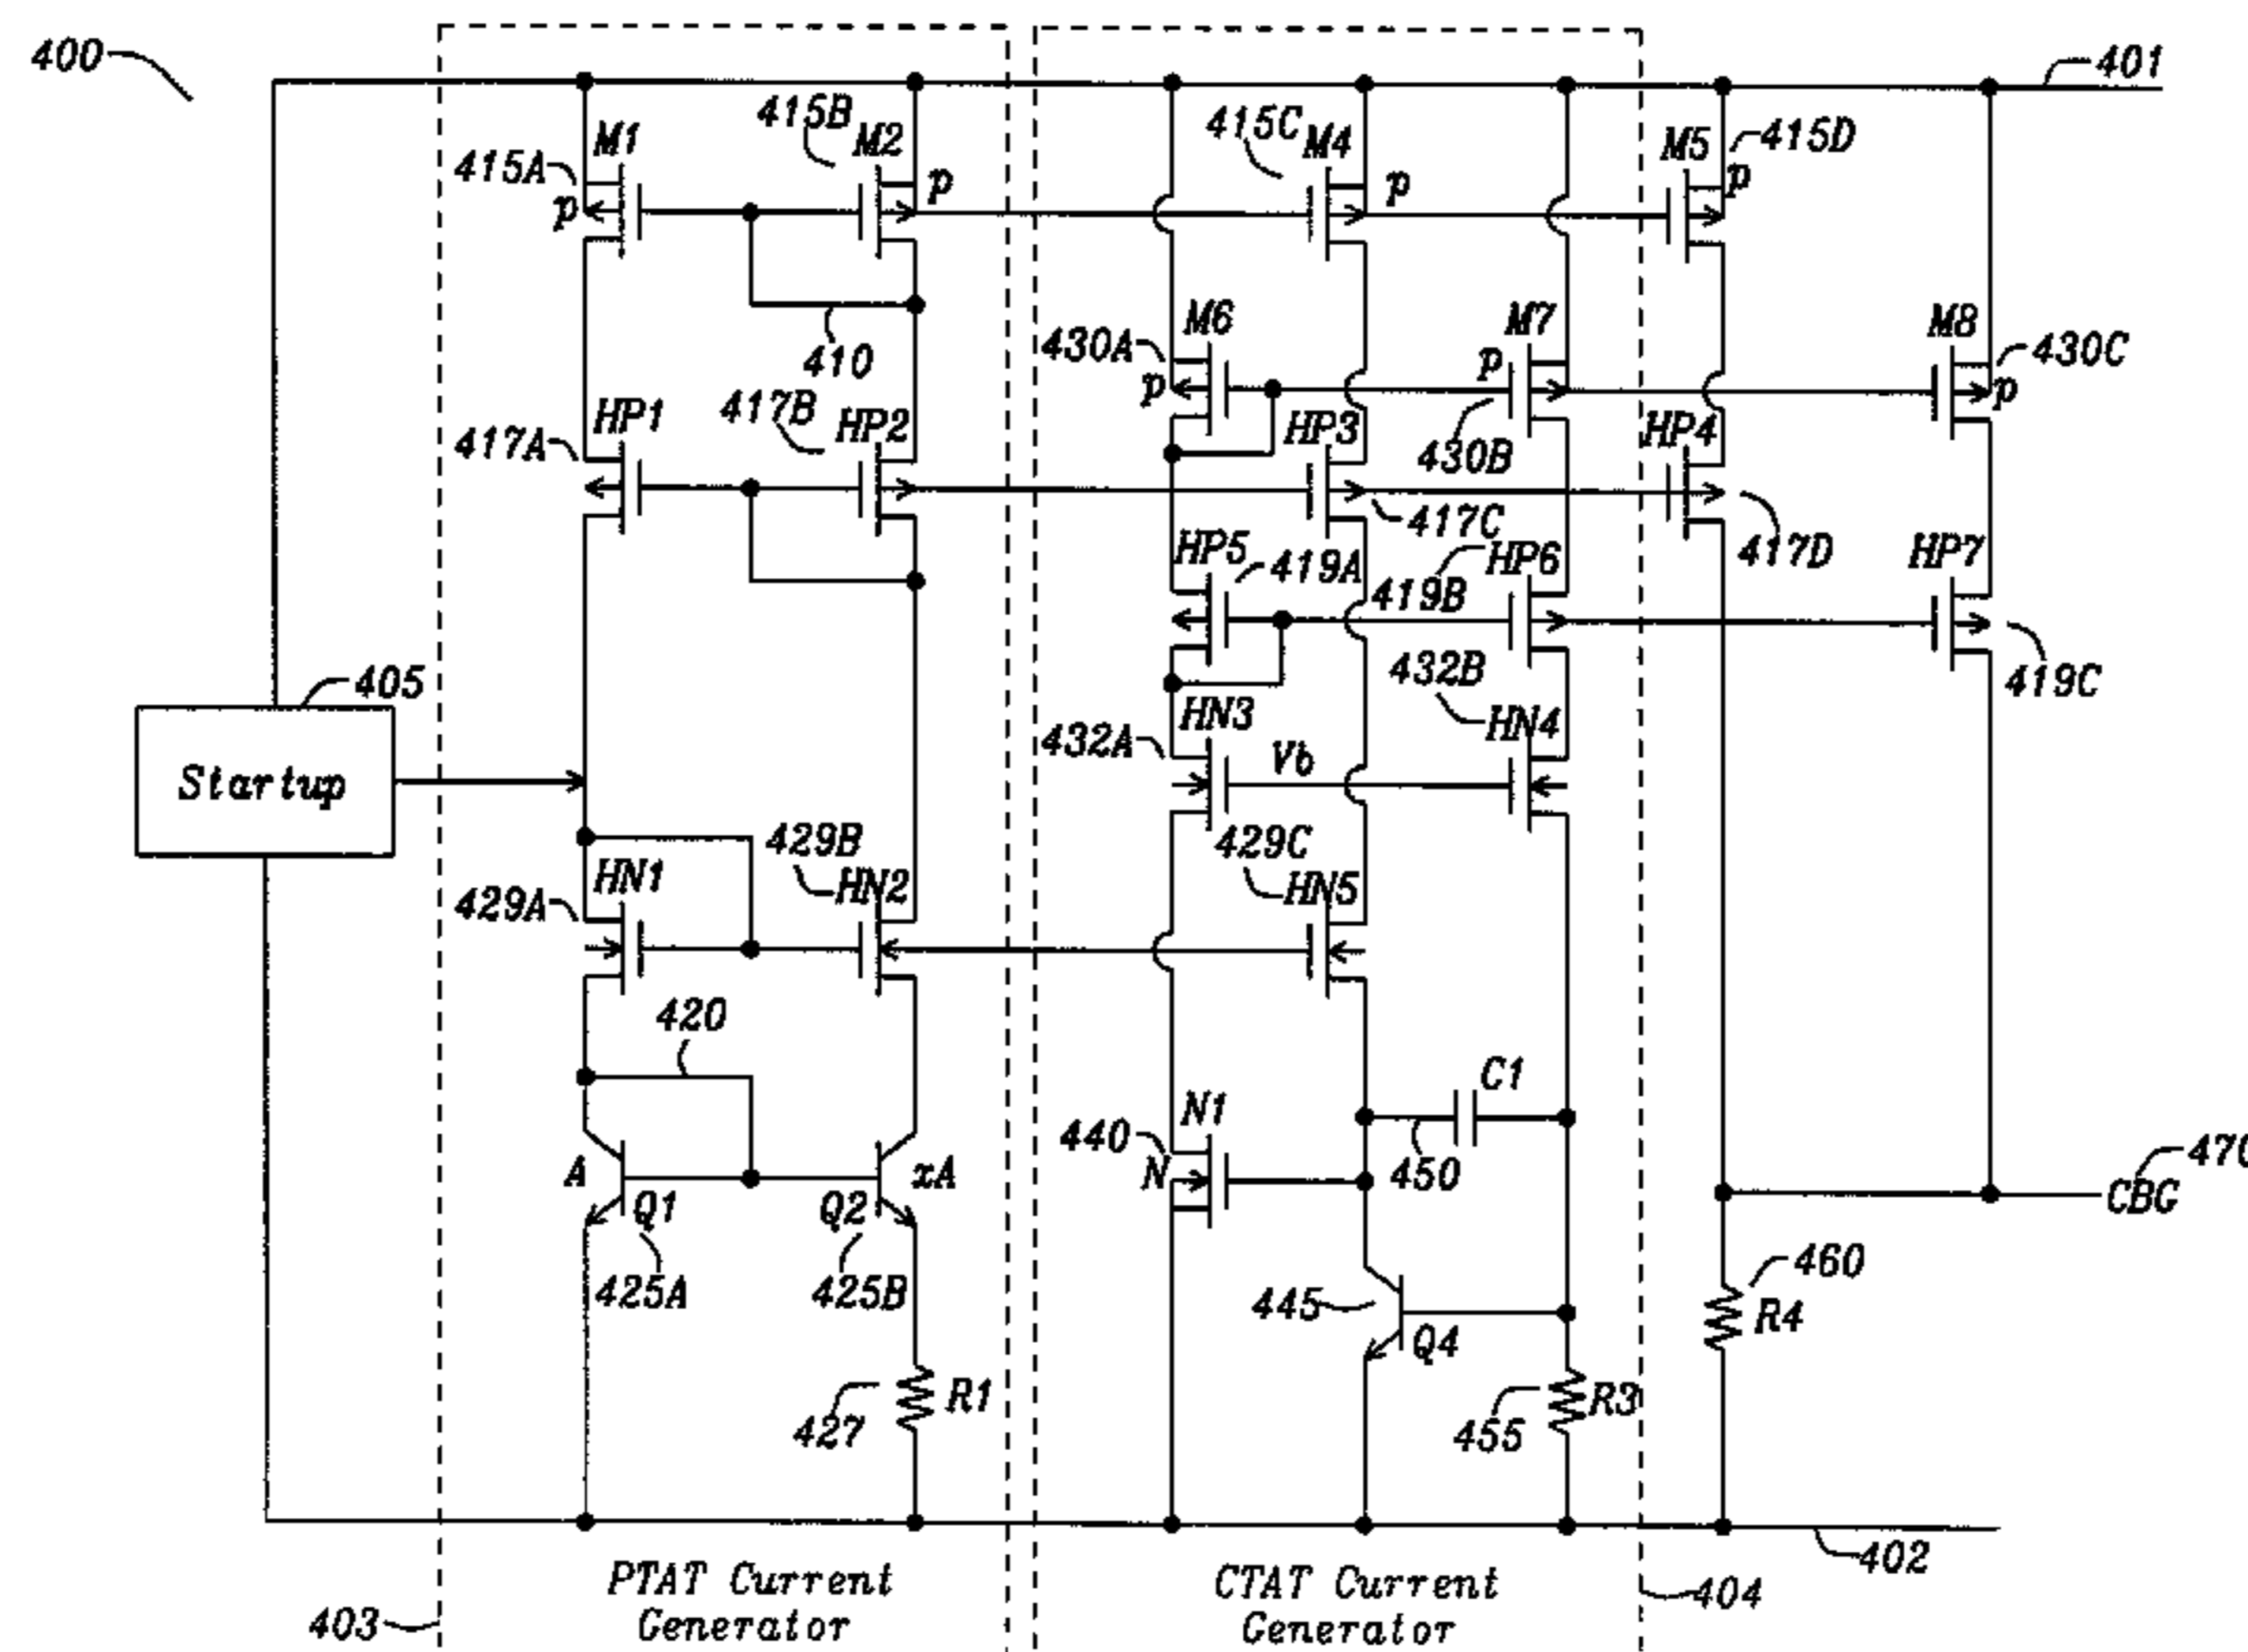 400
401
415A
M1
415B
M2
415C
M4
M5
415D
p
p
p
p
410
430A
M6
M7
M8
430C
p
p
p
417A
HP1
417B
HP2
HP3
430B
HP4
417C
417D
HP5
419A
419B
HP6
HP7
419C
405
Startup
432A
HN3
Vb
432B
HN4
429A
HN1
429B
HN2
429C
HN5
420
C1
440
N1
N
450
A
Q1
Q2
xA
425A
425B
470
CBG
445
Q4
460
R4
427
R1
455
R3
402
403
PTAT Current
Generator
CTAT Current
Generator
404